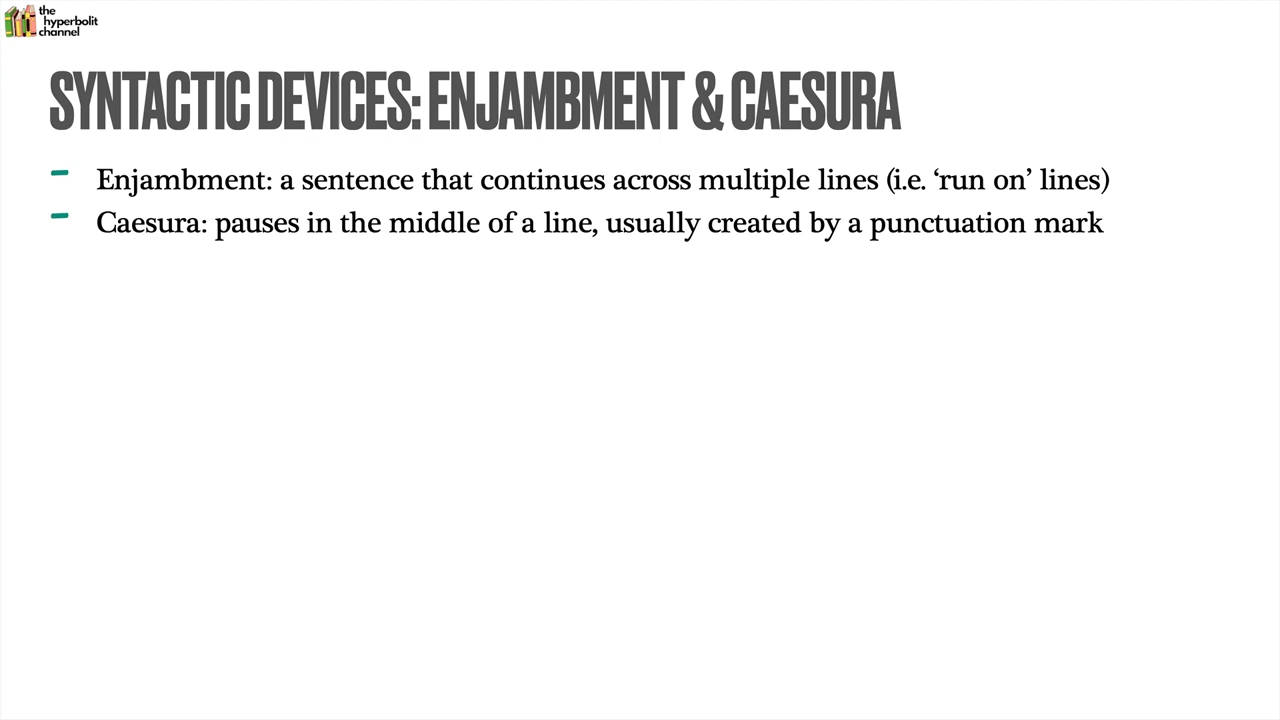 the
hyperbolit
channel
SYNTACTIC DEVICES: ENJAMBMENT & CAESURA
- Enjambment: a sentence that continues across multiple lines (i.e. ‘run on’ lines)
- Caesura: pauses in the middle of a line, usually created by a punctuation mark